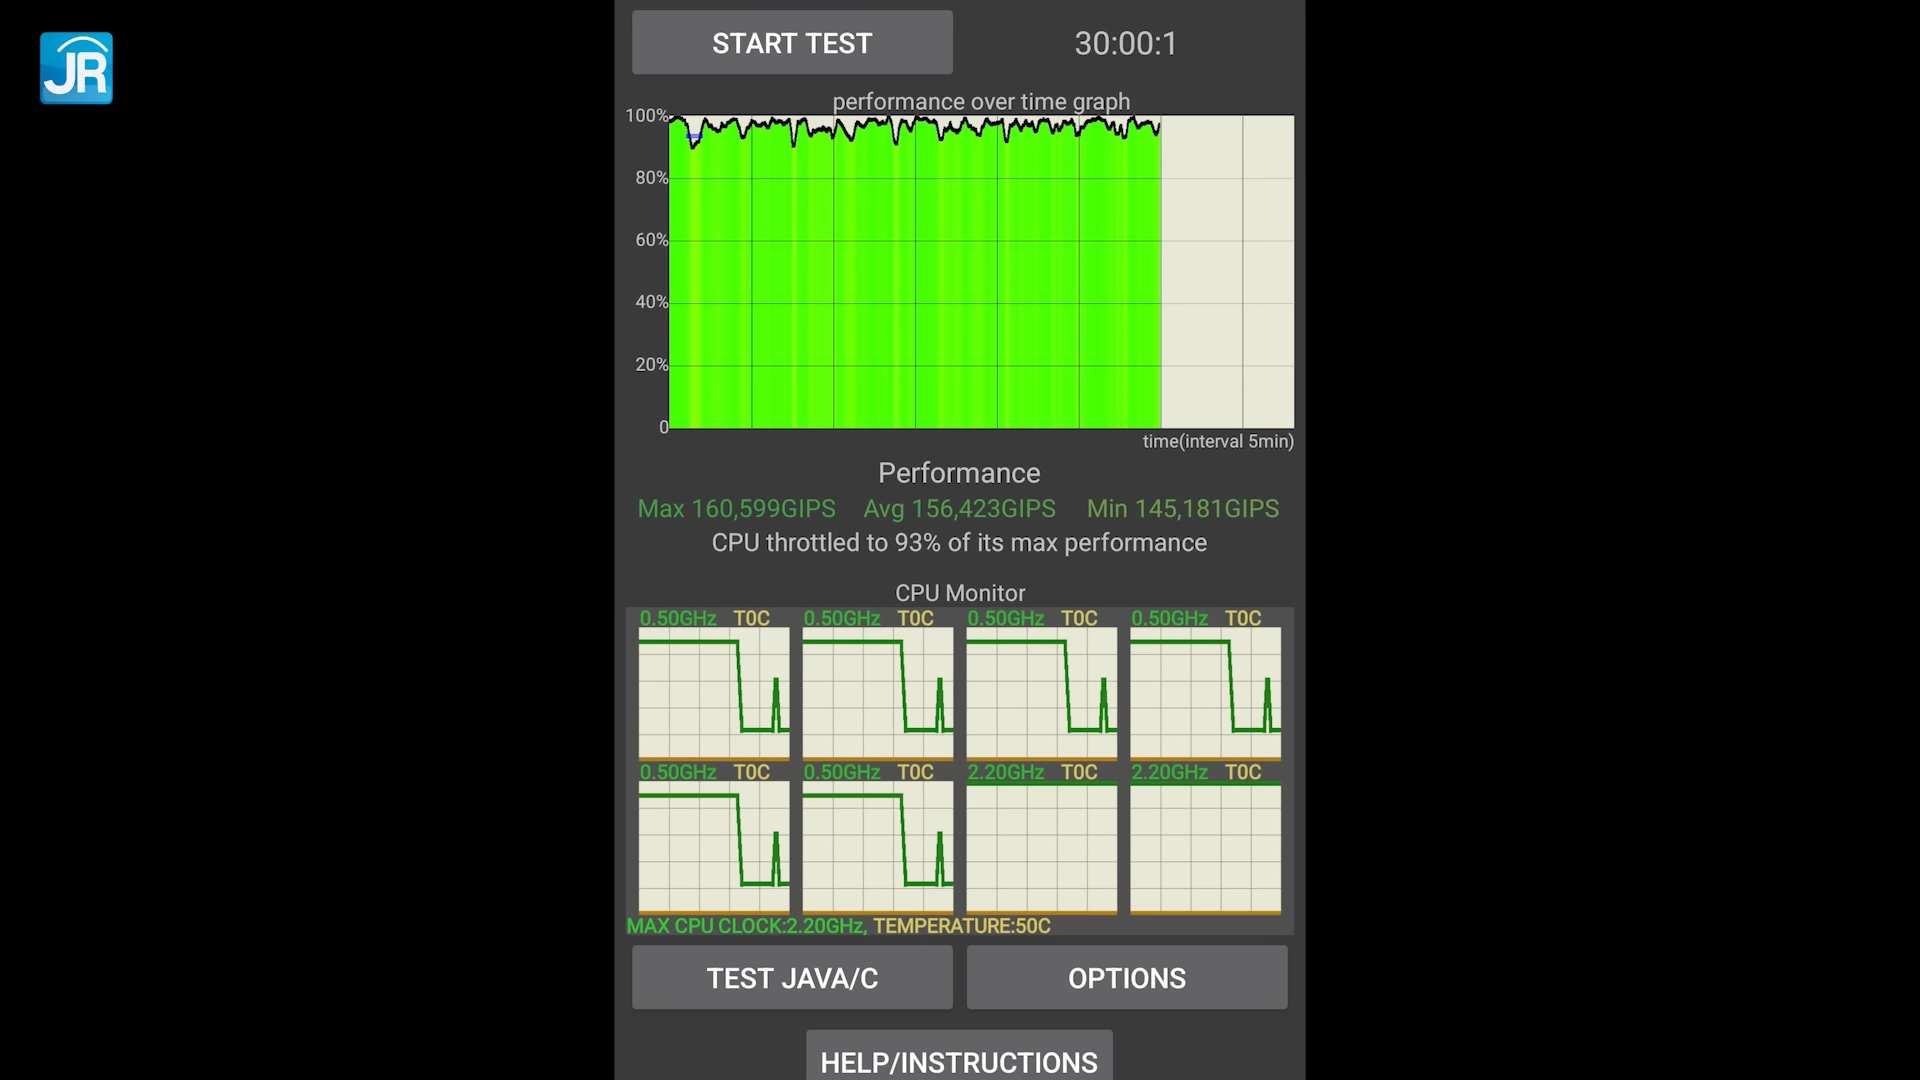 JR
START TEST 30:00:1
performance over time graph
100%
80%
60%
40%
20%
0
time(interval 5min)
Performance
Max 160,599GIPS Avg 156,423GIPS Min 145,181GIPS
CPU throttled to 93% of its max performance
CPU Monitor
0.50GHz T0C 0.50GHz T0C 0.50GHz T0C 0.50GHz T0C
0.50GHz T0C 0.50GHz T0C 2.20GHz T0C 2.20GHz T0C
MAX CPU CLOCK:2.20GHz, TEMPERATURE:50C
TEST JAVA/C OPTIONS
HELP/INSTRUCTIONS